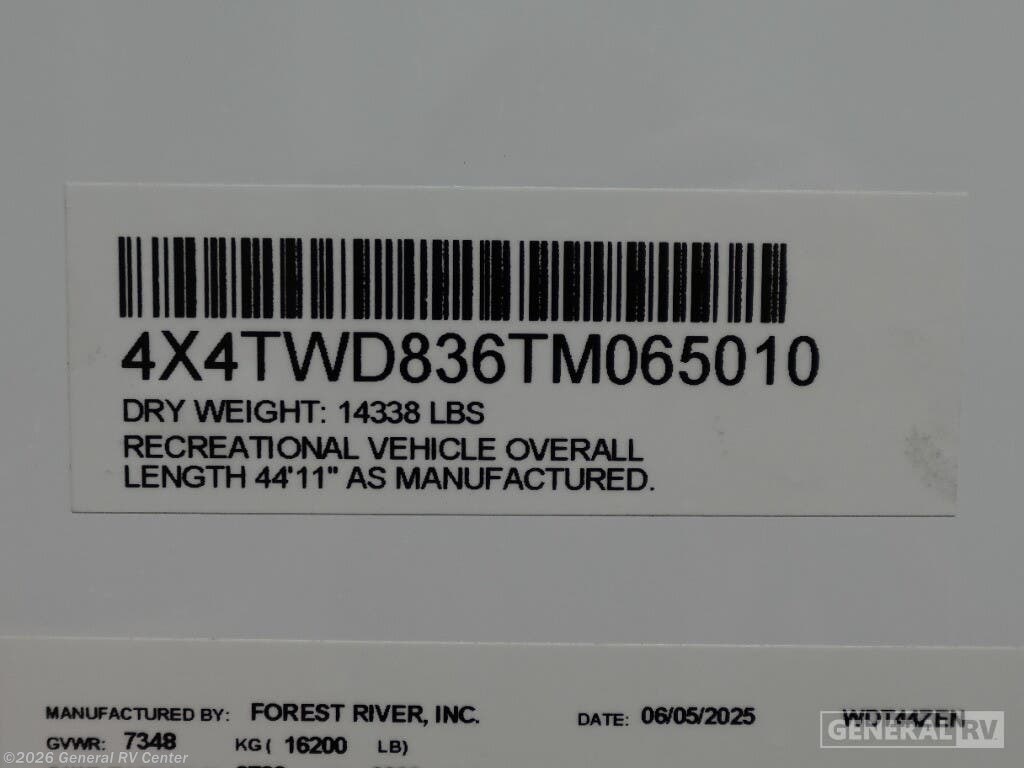 4X4TWD836TM065010
DRY WEIGHT: 14338 LBS
RECREATIONAL VEHICLE OVERALL
LENGTH 44'11" AS MANUFACTURED.
MANUFACTURED BY: FOREST RIVER, INC. DATE: 06/05/2025
GVWR: 7348 KG ( 16200 LB)
GENERAL RV
©2026 General RV Center